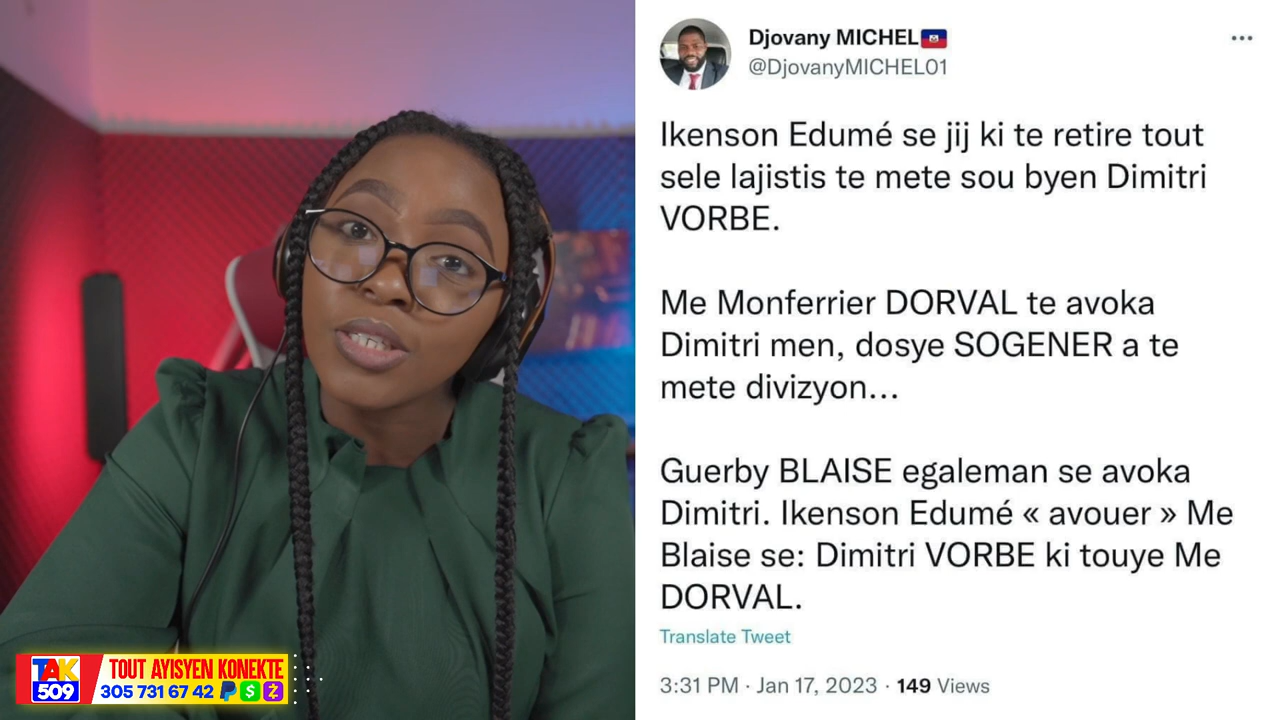 Djovany MICHEL
@DjovanyMICHEL01
Ikenson Edumé se jij ki te retire tout
sele lajistis te mete sou byen Dimitri
VORBE.
Me Monferrier DORVAL te avoka
Dimitri men, dosye SOGENER a te
mete divizyon...
Guerby BLAISE egaleman se avoka
Dimitri. Ikenson Edumé « avouer » Me
Blaise se: Dimitri VORBE ki touye Me
DORVAL.
Translate Tweet
3:31 PM · Jan 17, 2023 · 149 Views
TAK
509
TOUT AYISYEN KONEKTE
305 731 67 42